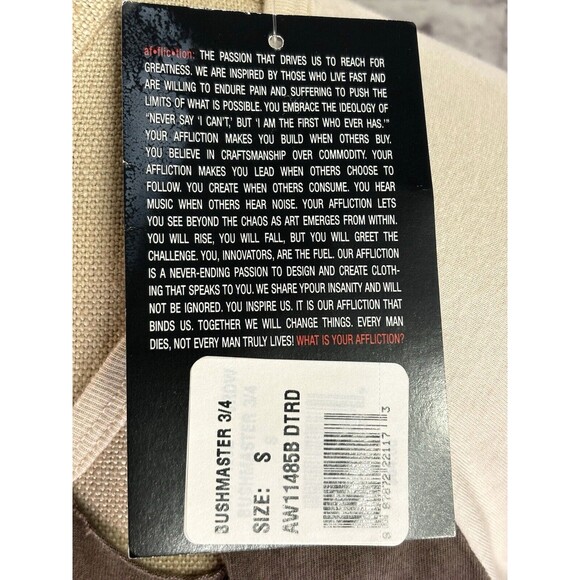 af•flic•tion: THE PASSION THAT DRIVES US TO REACH FOR
GREATNESS. WE ARE INSPIRED BY THOSE WHO LIVE FAST AND
ARE WILLING TO ENDURE PAIN AND SUFFERING TO PUSH THE
LIMITS OF WHAT IS POSSIBLE. YOU EMBRACE THE IDEOLOGY OF
“NEVER SAY ‘I CAN’T,’ BUT ‘I AM THE FIRST WHO EVER HAS.’”
YOUR AFFLICTION MAKES YOU BUILD WHEN OTHERS BUY.
YOU BELIEVE IN CRAFTSMANSHIP OVER COMMODITY. YOUR
AFFLICTION MAKES YOU LEAD WHEN OTHERS CHOOSE TO
FOLLOW. YOU CREATE WHEN OTHERS CONSUME. YOU HEAR
MUSIC WHEN OTHERS HEAR NOISE. YOUR AFFLICTION LETS
YOU SEE BEYOND THE CHAOS AS ART EMERGES FROM WITHIN.
YOU WILL RISE, YOU WILL FALL, BUT YOU WILL GREET THE
CHALLENGE. YOU, INNOVATORS, ARE THE FUEL. OUR AFFLICTION
IS A NEVER-ENDING PASSION TO DESIGN AND CREATE CLOTH-
ING THAT SPEAKS TO YOU. WE SHARE YPOUR INSANITY AND WILL
NOT BE IGNORED. YOU INSPIRE US. IT IS OUR AFFLICTION THAT
BINDS US. TOGETHER WE WILL CHANGE THINGS. EVERY MAN
DIES, NOT EVERY MAN TRULY LIVES! WHAT IS YOUR AFFLICTION?
BUSHMASTER 3/4
SIZE: S
AW11485B DTRD
87872 22117 3